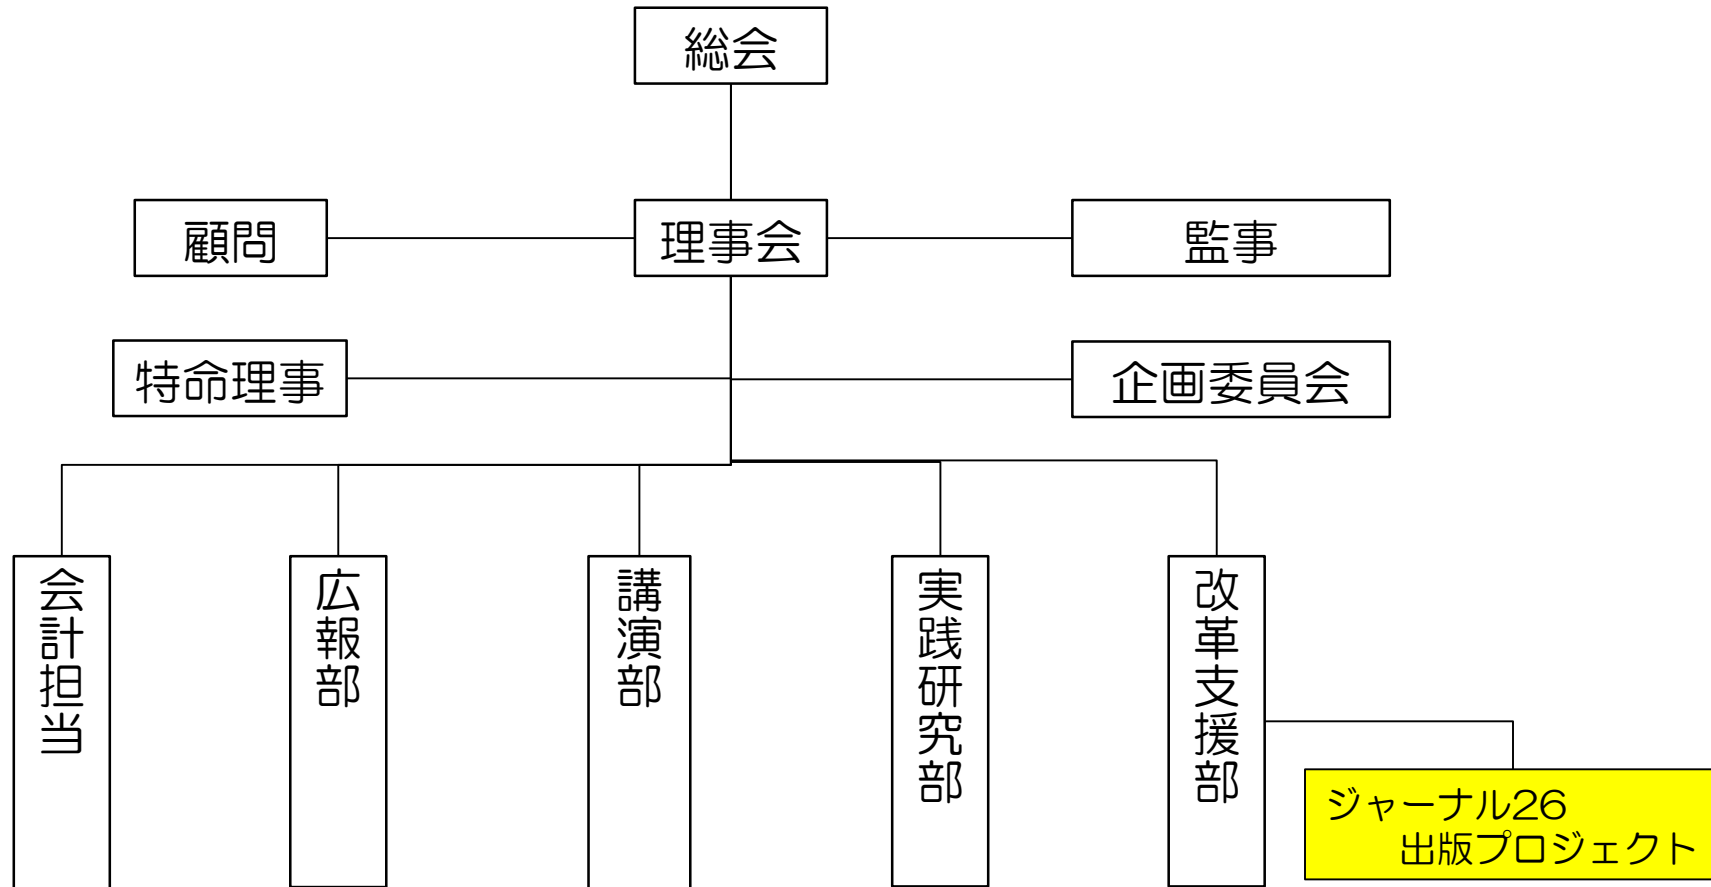 総会
顧問
理事会
監事
特命理事
企画委員会
会計担当
広報部
講演部
実践研究部
改革支援部
ジャーナル26
出版プロジェクト